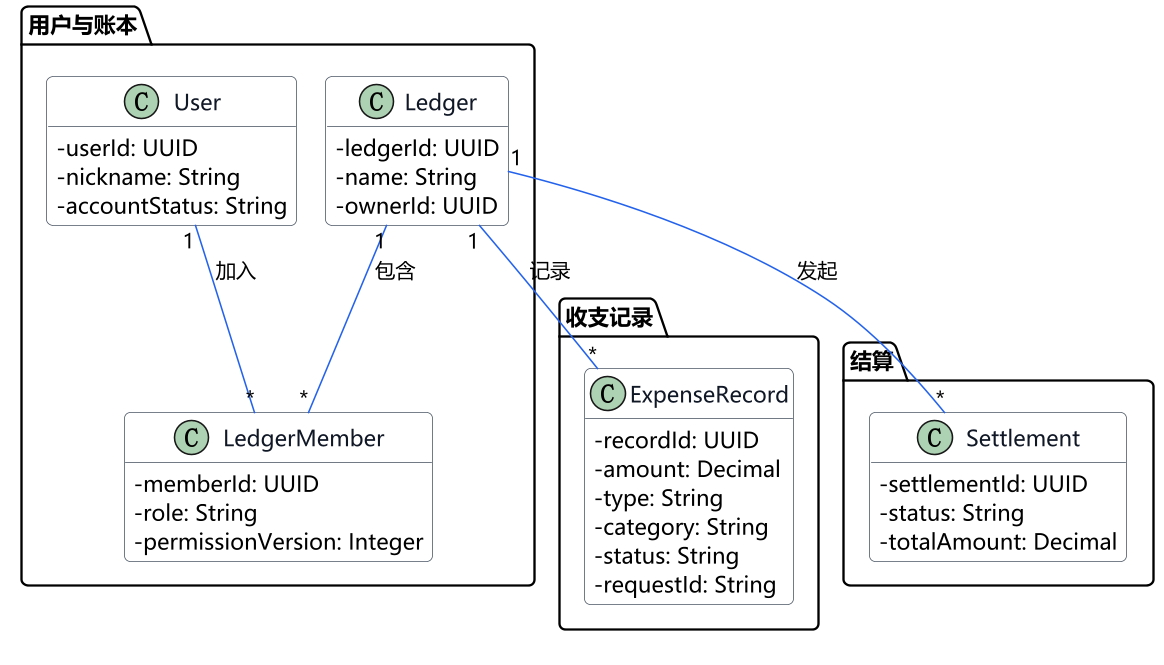 用户与账本
C User
-userId: UUID
-nickname: String
-accountStatus: String
C Ledger
-ledgerId: UUID
-name: String
-ownerId: UUID
1
1
1
1
加入
包含
记录
发起
*
*
*
*
C LedgerMember
-memberId: UUID
-role: String
-permissionVersion: Integer
收支记录
C ExpenseRecord
-recordId: UUID
-amount: Decimal
-type: String
-category: String
-status: String
-requestId: String
结算
C Settlement
-settlementId: UUID
-status: String
-totalAmount: Decimal